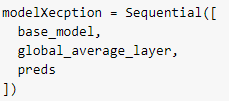 modelXecption = Sequential([
  base_model,
  global_average_layer,
  preds
])